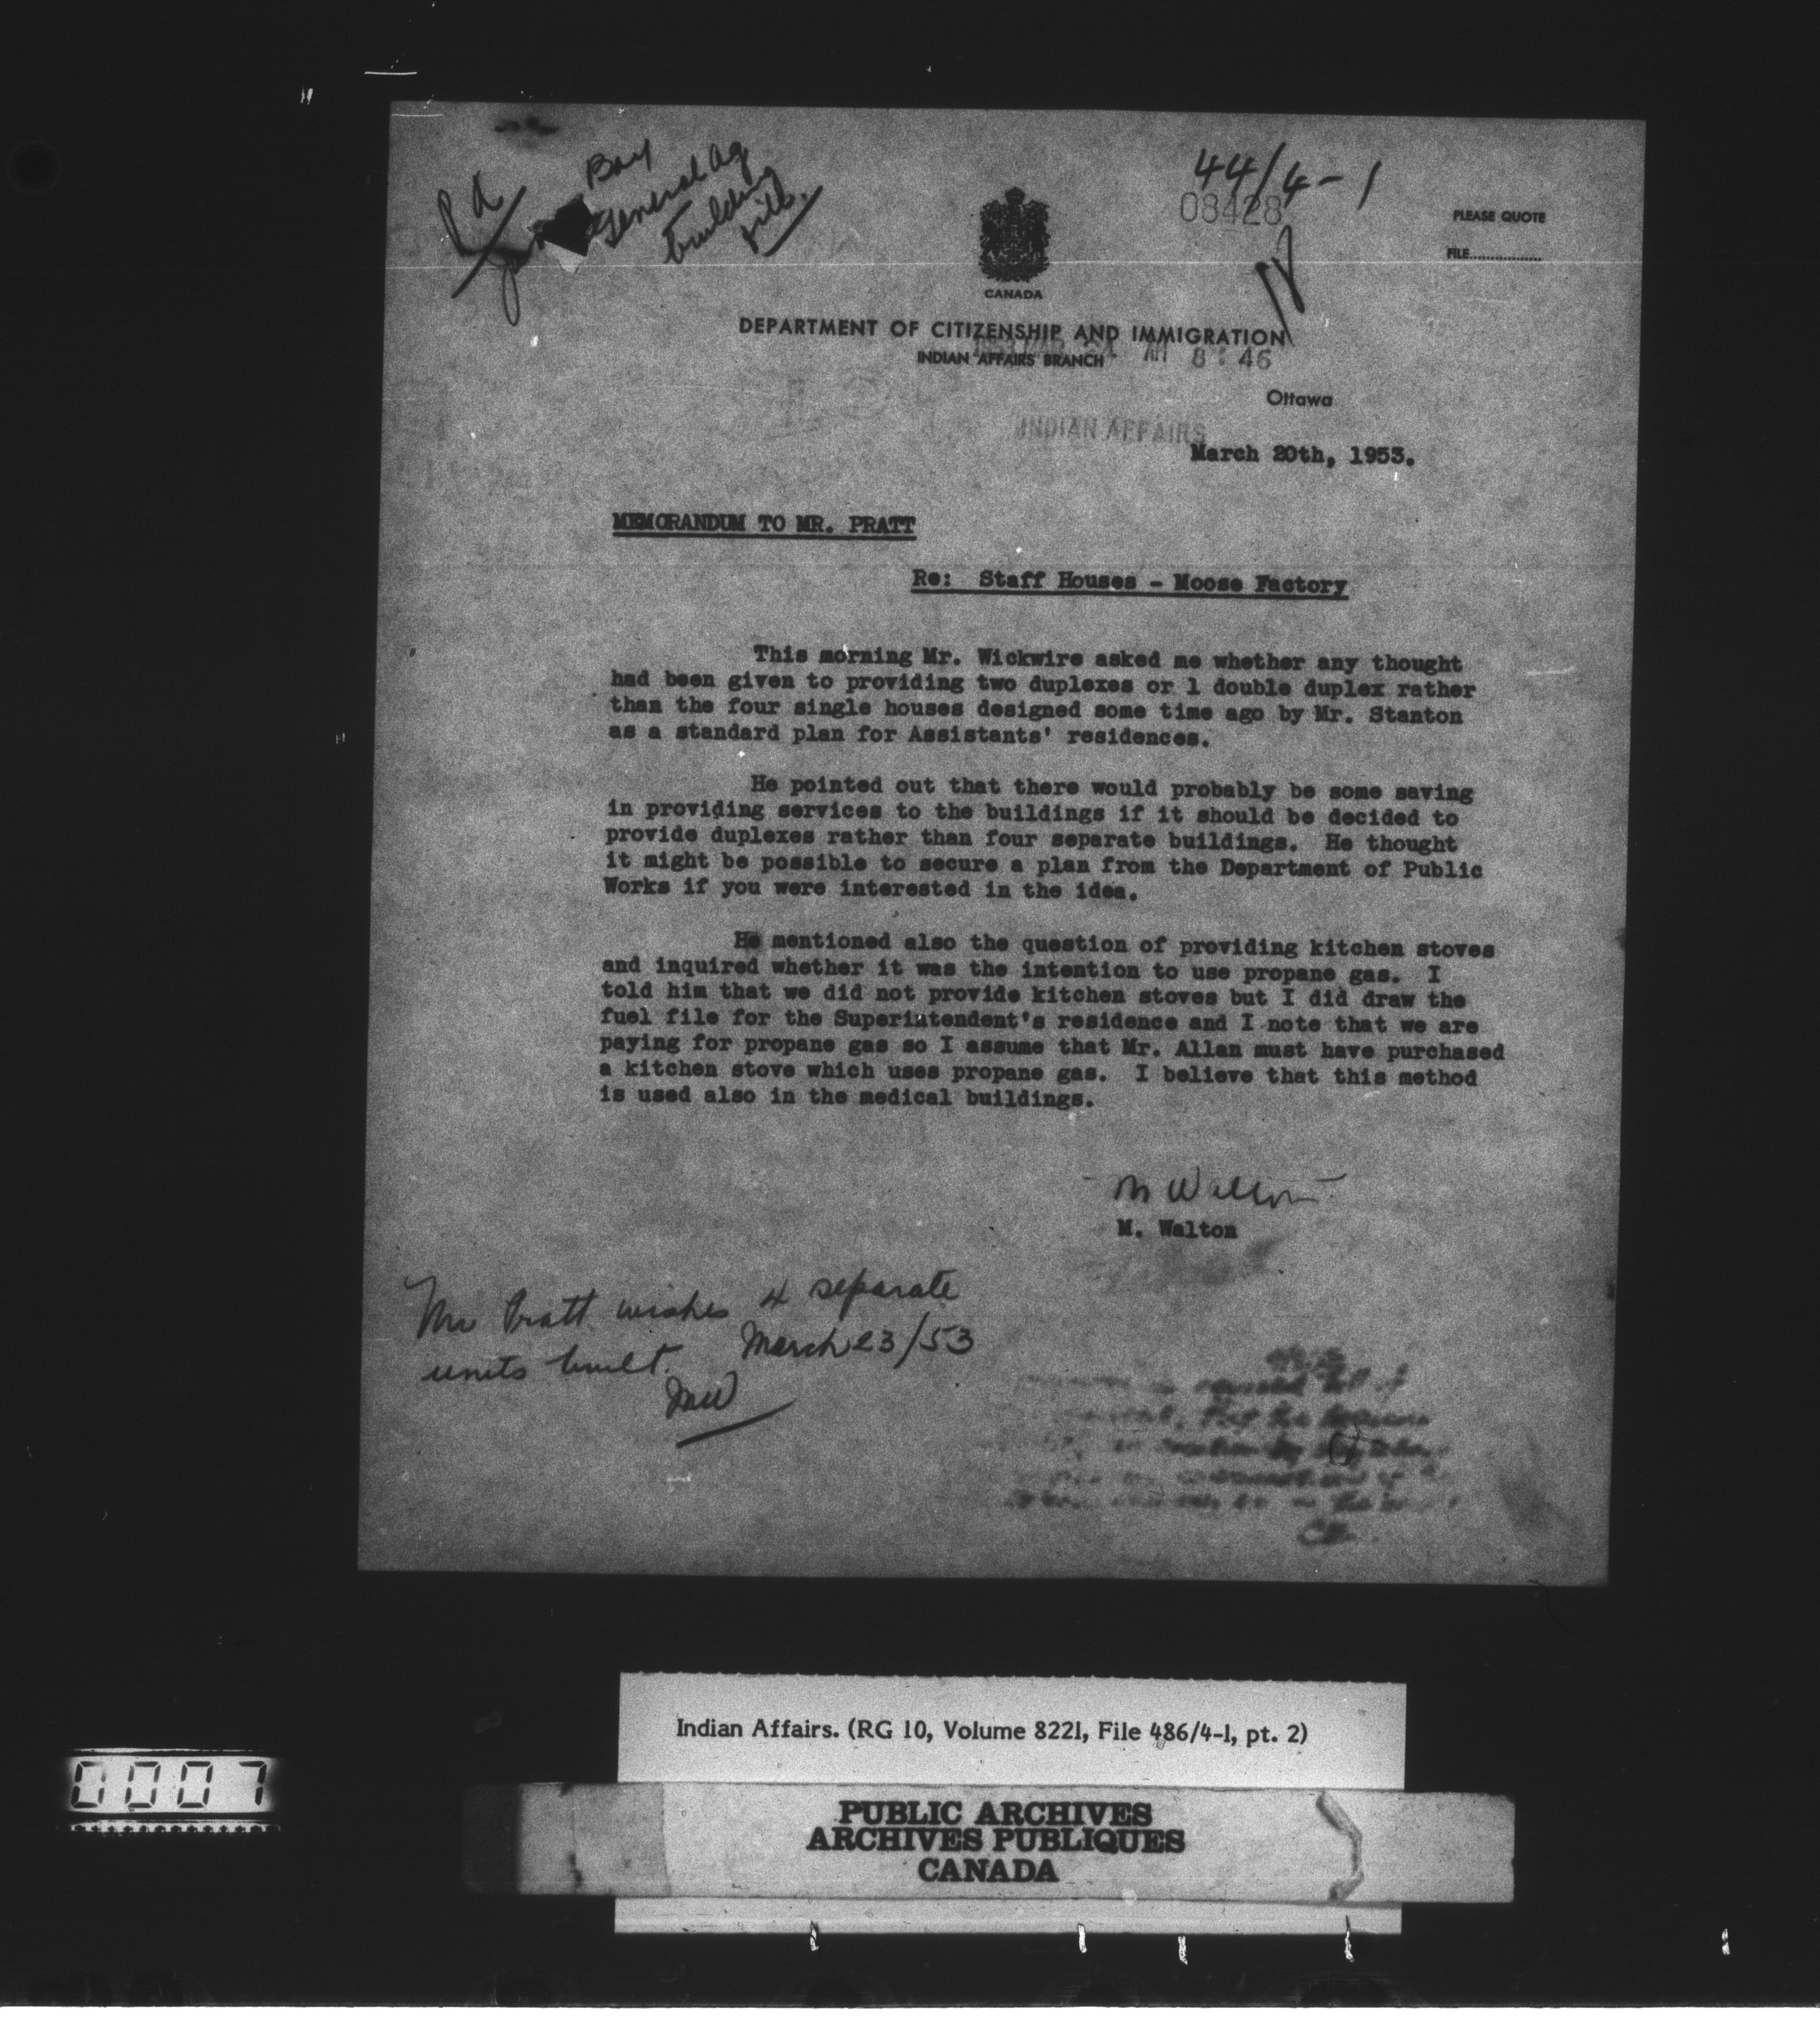 P.A.
Bay
General Ag
building
file.
44/4-1
08428
PLEASE QUOTE
FILE
CANADA
DEPARTMENT OF CITIZENSHIP AND IMMIGRATION
INDIAN AFFAIRS BRANCH
AM 8:46
Ottawa
INDIAN AFFAIRS
March 20th, 1953.
MEMORANDUM TO MR. PRATT
Re: Staff Houses - Moose Factory
This morning Mr. Wickwire asked me whether any thought
had been given to providing two duplexes or 1 double duplex rather
than the four single houses designed some time ago by Mr. Stanton
as a standard plan for Assistants' residences.
He pointed out that there would probably be some saving
in providing services to the buildings if it should be decided to
provide duplexes rather than four separate buildings. He thought
it might be possible to secure a plan from the Department of Public
Works if you were interested in the idea.
He mentioned also the question of providing kitchen stoves
and inquired whether it was the intention to use propane gas. I
told him that we did not provide kitchen stoves but I did draw the
fuel file for the Superintendent's residence and I note that we are
paying for propane gas so I assume that Mr. Allan must have purchased
a kitchen stove which uses propane gas. I believe that this method
is used also in the medical buildings.
M Walton
M. Walton
Mr Pratt wishes 4 separate
units built. March 23/53
MW
Indian Affairs. (RG 10, Volume 8221, File 486/4-1, pt. 2)
PUBLIC ARCHIVES
ARCHIVES PUBLIQUES
CANADA
0007